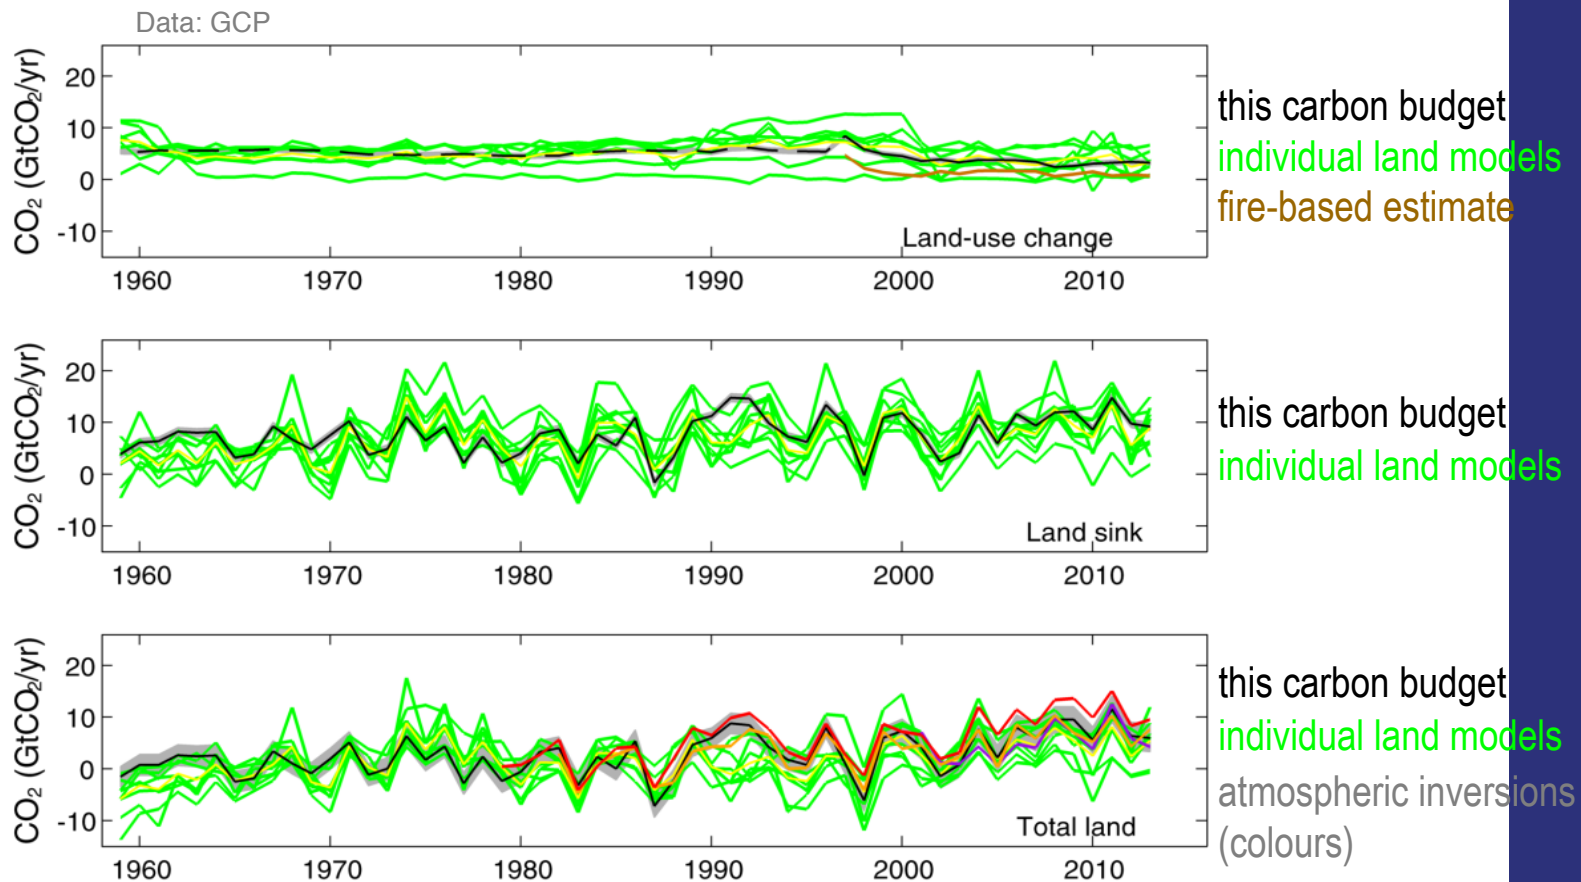 Data: GCP
CO₂ (GtCO₂/yr)
20
10
0
-10
Land-use change
1960 1970 1980 1990 2000 2010
this carbon budget
individual land models
fire-based estimate
CO₂ (GtCO₂/yr)
20
10
0
-10
Land sink
1960 1970 1980 1990 2000 2010
this carbon budget
individual land models
CO₂ (GtCO₂/yr)
20
10
0
-10
Total land
1960 1970 1980 1990 2000 2010
this carbon budget
individual land models
atmospheric inversions
(colours)